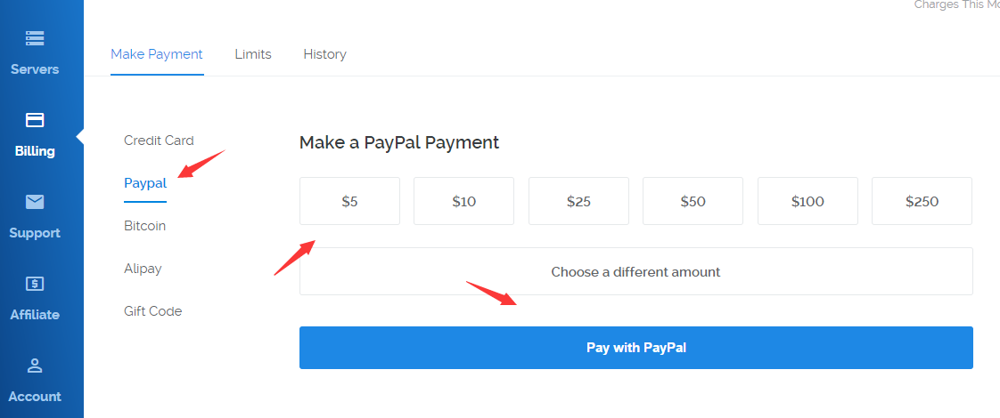 Charges This Mo
Servers
Billing
Support
Affiliate
Account
Make Payment Limits History
Credit Card
Paypal
Bitcoin
Alipay
Gift Code
Make a PayPal Payment
$5 $10 $25 $50 $100 $250
Choose a different amount
Pay with PayPal